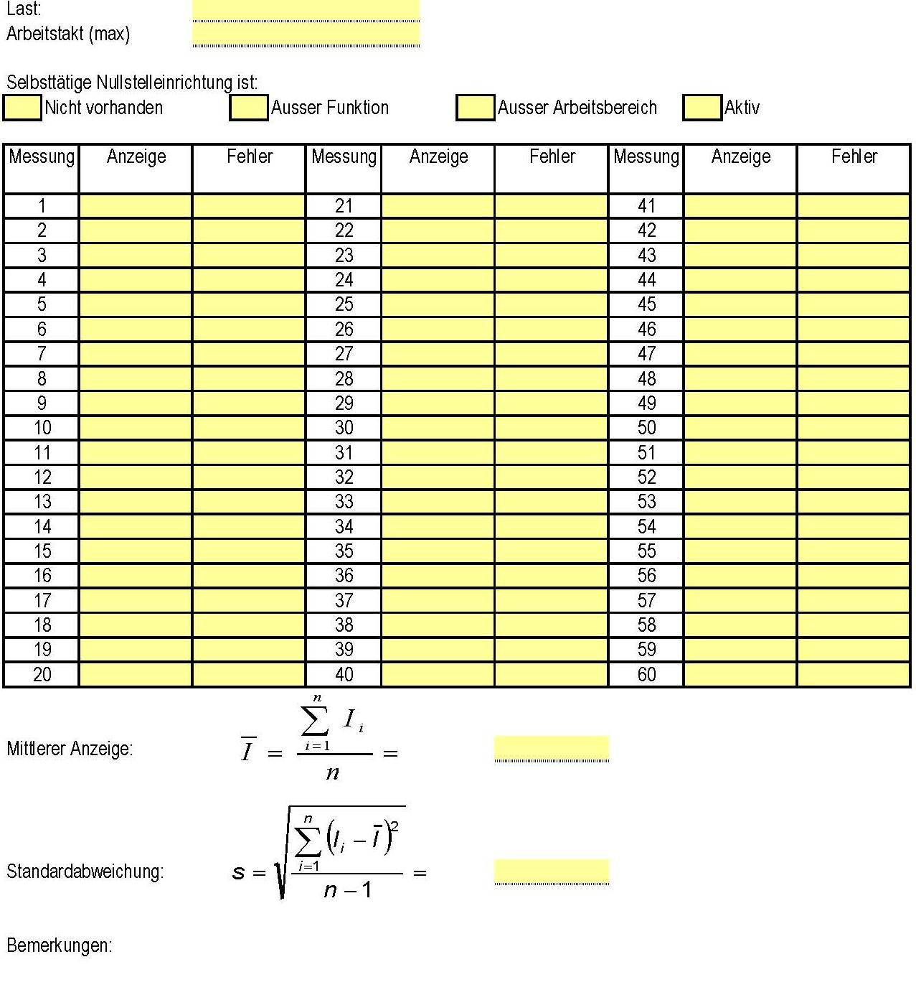 Last:
Arbeitstakt (max)
Selbsttätige Nullstelleinrichtung ist:
Nicht vorhanden Ausser Funktion Ausser Arbeitsbereich Aktiv
Messung Anzeige Fehler Messung Anzeige Fehler Messung Anzeige Fehler
1 21 41
2 22 42
3 23 43
4 24 44
5 25 45
6 26 46
7 27 47
8 28 48
9 29 49
10 30 50
11 31 51
12 32 52
13 33 53
14 34 54
15 35 55
16 36 56
17 37 57
18 38 58
19 39 59
20 40 60
Mittlerer Anzeige: $\overline{I} = \frac{\sum_{i=1}^{n} I_i}{n} =$
Standardabweichung: $s = \sqrt{\frac{\sum_{i=1}^{n} (I_i - \overline{I})^2}{n-1}} =$
Bemerkungen: